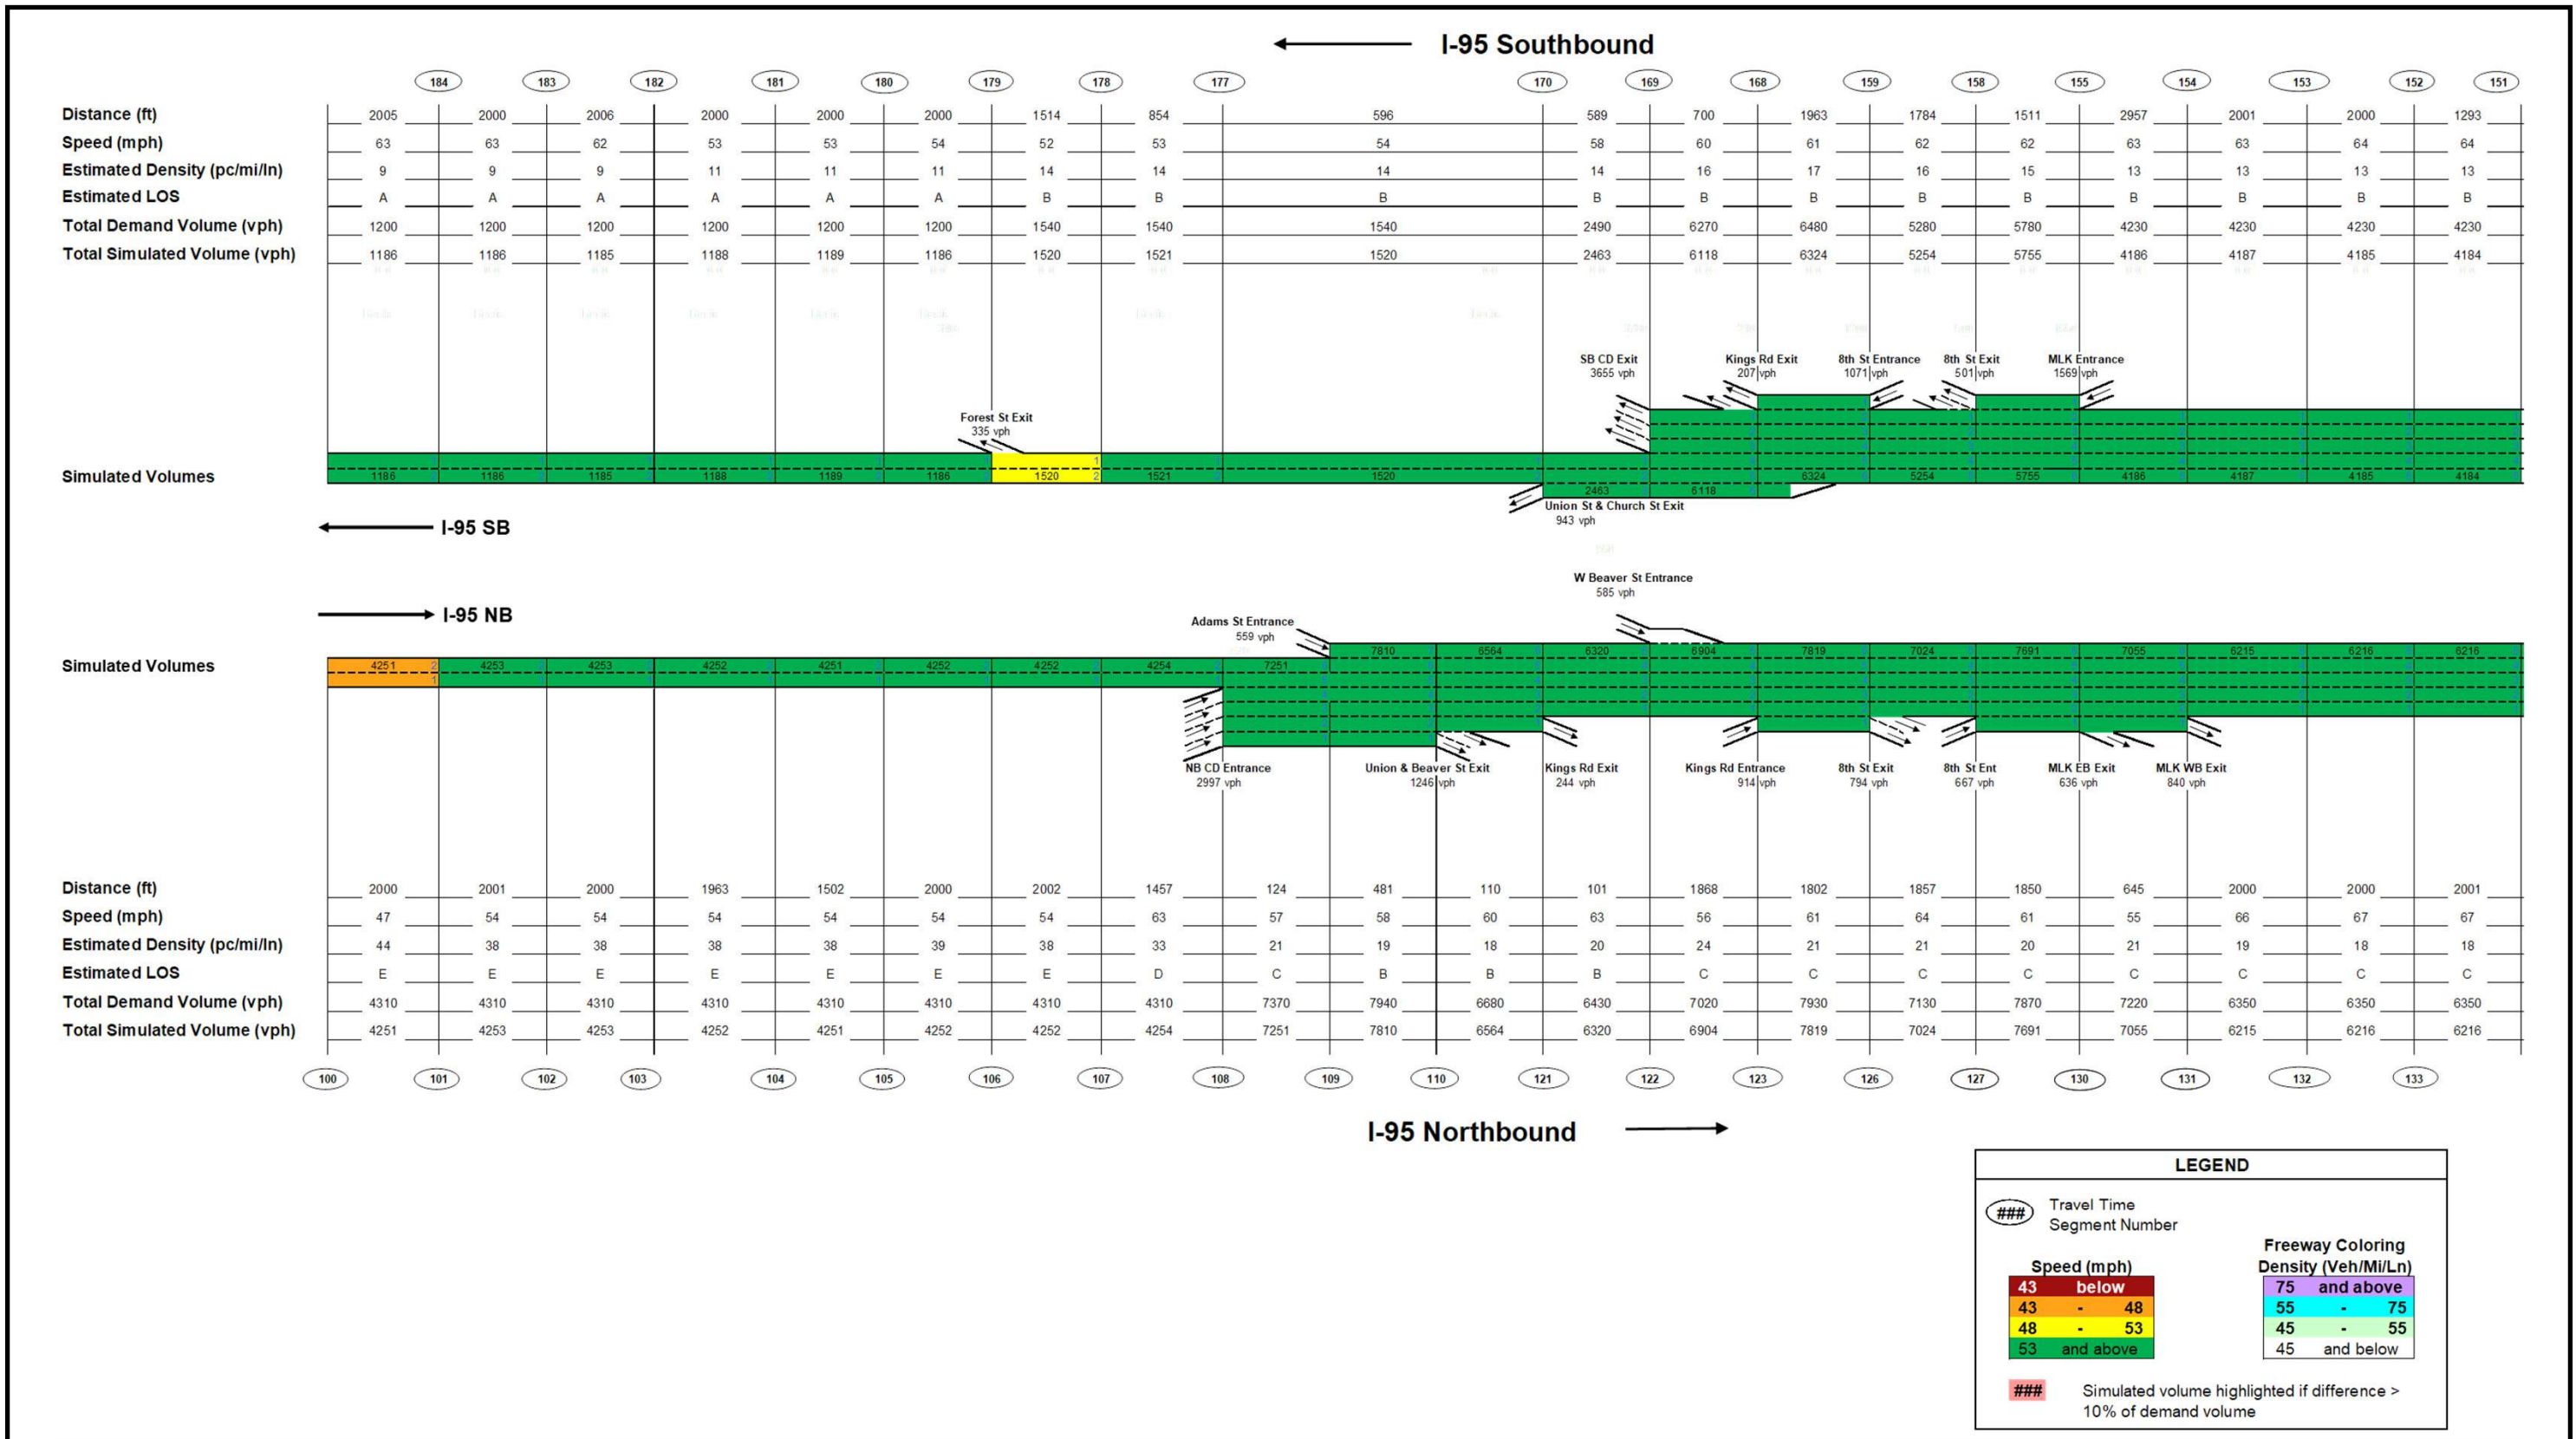 I-95 Southbound
184 183 182 181 180 179 178 177 170 169 168 159 158 155 154 153 152 151
Distance (ft) 2005 2000 2006 2000 2000 2000 1514 854 596 589 700 1963 1784 1511 2957 2001 2000 1293
Speed (mph) 63 63 62 53 53 54 52 53 54 58 60 61 62 62 63 63 64 64
Estimated Density (pc/mi/ln) 9 9 9 11 11 11 14 14 14 14 16 17 16 15 13 13 13 13
Estimated LOS A A A A A A B B B B B B B B B B B B
Total Demand Volume (vph) 1200 1200 1200 1200 1200 1200 1540 1540 1540 2490 6270 6480 5280 5780 4230 4230 4230 4230
Total Simulated Volume (vph) 1186 1186 1185 1188 1189 1186 1520 1521 1520 2463 6118 6324 5254 5755 4186 4187 4185 4184
SB CD Exit Kings Rd Exit 8th St Entrance 8th St Exit MLK Entrance
3655 vph 207 vph 1071 vph 501 vph 1569 vph
Forest St Exit
335 vph
1
Simulated Volumes 1186 1186 1185 1188 1189 1186 1520 2 1521 1520 6324 5254 5755 4186 4187 4185 4184
2463 6118
Union St & Church St Exit
943 vph
I-95 SB
W Beaver St Entrance
585 vph
I-95 NB
Adams St Entrance
559 vph
7810 6564 6320 6904 7819 7024 7691 7055 6215 6216 6216
Simulated Volumes 4251 2 4253 4253 4252 4251 4252 4252 4254 7251
1
NB CD Entrance Union & Beaver St Exit Kings Rd Exit Kings Rd Entrance 8th St Exit 8th St Ent MLK EB Exit MLK WB Exit
2997 vph 1246 vph 244 vph 914 vph 794 vph 667 vph 636 vph 840 vph
Distance (ft) 2000 2001 2000 1963 1502 2000 2002 1457 124 481 110 101 1868 1802 1857 1850 645 2000 2000 2001
Speed (mph) 47 54 54 54 54 54 54 63 57 58 60 63 56 61 64 61 55 66 67 67
Estimated Density (pc/mi/ln) 44 38 38 38 38 39 38 33 21 19 18 20 24 21 21 20 21 19 18 18
Estimated LOS E E E E E E E D C B B B C C C C C C C C
Total Demand Volume (vph) 4310 4310 4310 4310 4310 4310 4310 4310 7370 7940 6680 6430 7020 7930 7130 7870 7220 6350 6350 6350
Total Simulated Volume (vph) 4251 4253 4253 4252 4251 4252 4252 4254 7251 7810 6564 6320 6904 7819 7024 7691 7055 6215 6216 6216
100 101 102 103 104 105 106 107 108 109 110 121 122 123 126 127 130 131 132 133
I-95 Northbound
LEGEND
### Travel Time
Segment Number
Freeway Coloring
Speed (mph) Density (Veh/Mi/Ln)
43 below 75 and above
43 - 48 55 - 75
48 - 53 45 - 55
53 and above 45 and below
### Simulated volume highlighted if difference >
10% of demand volume